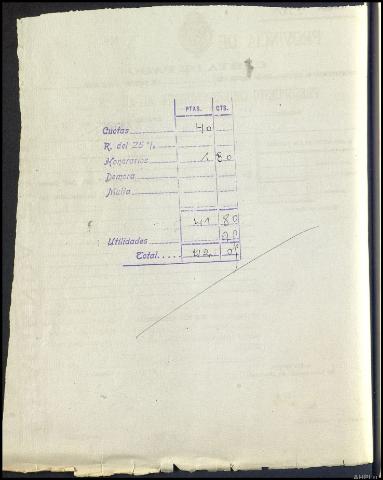 PTAS. CTS.
Cuotas 40
R. del 25 %
Honorarios 1 80
Demora
Multa
41 80
Utilidades
Total....